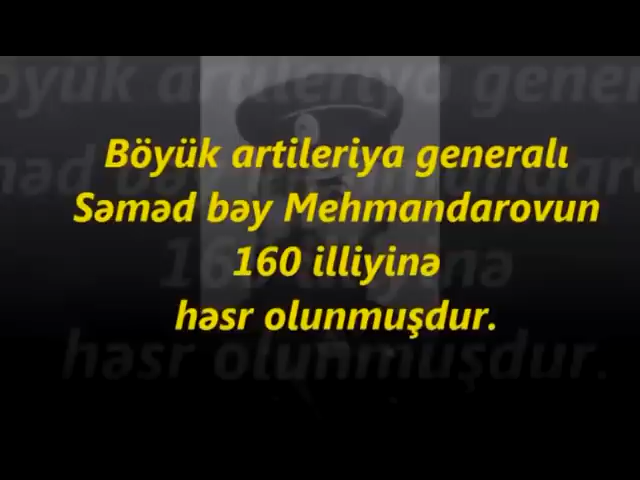 Böyük artileriya generalı
Səməd bəy Mehmandarovun
160 illiyinə
həsr olunmuşdur.